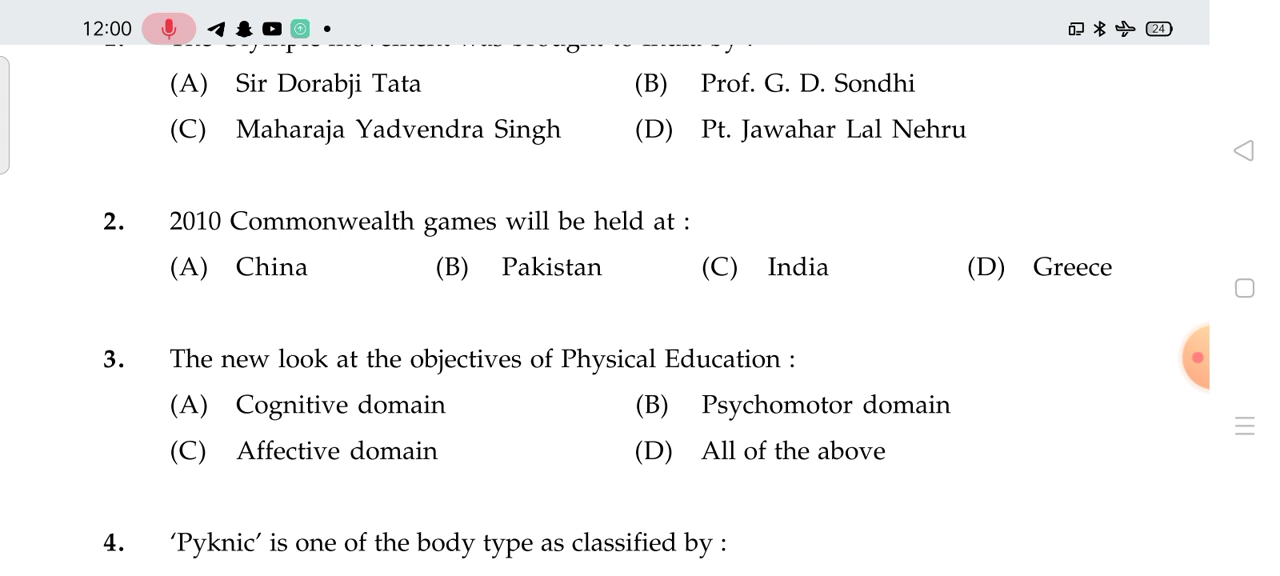 12:00
24
(A) Sir Dorabji Tata (B) Prof. G. D. Sondhi
(C) Maharaja Yadvendra Singh (D) Pt. Jawahar Lal Nehru
2. 2010 Commonwealth games will be held at :
(A) China (B) Pakistan (C) India (D) Greece
3. The new look at the objectives of Physical Education :
(A) Cognitive domain (B) Psychomotor domain
(C) Affective domain (D) All of the above
4. ‘Pyknic’ is one of the body type as classified by :